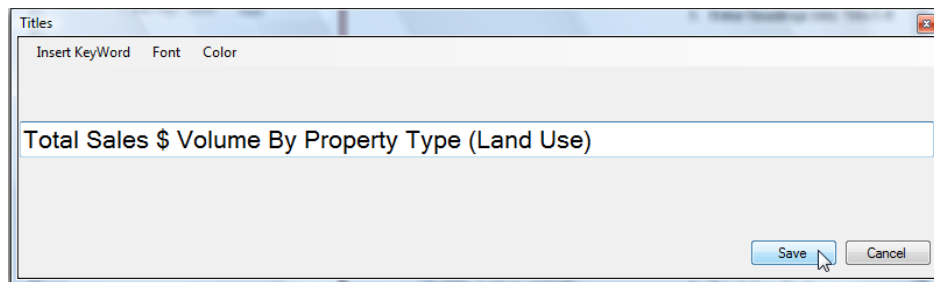 Titles
Insert KeyWord Font Color
Total Sales $ Volume By Property Type (Land Use)
Save Cancel